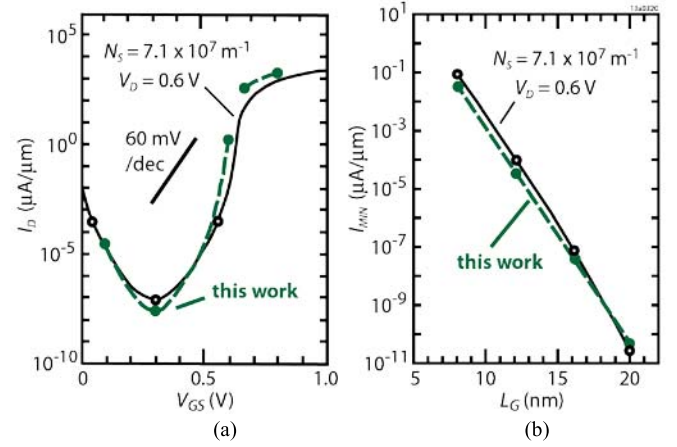 10^5
10^0
10^-5
10^-10
I_D (µA/µm)
N_S = 7.1 x 10^7 m^-1
V_D = 0.6 V
60 mV
/dec
this work
0
0.5
1.0
V_GS (V)
(a)
13a032c
10^1
10^-1
10^-3
10^-5
10^-7
10^-9
10^-11
I_MIN (µA/µm)
N_S = 7.1 x 10^7 m^-1
V_D = 0.6 V
this work
5
10
15
20
L_G (nm)
(b)